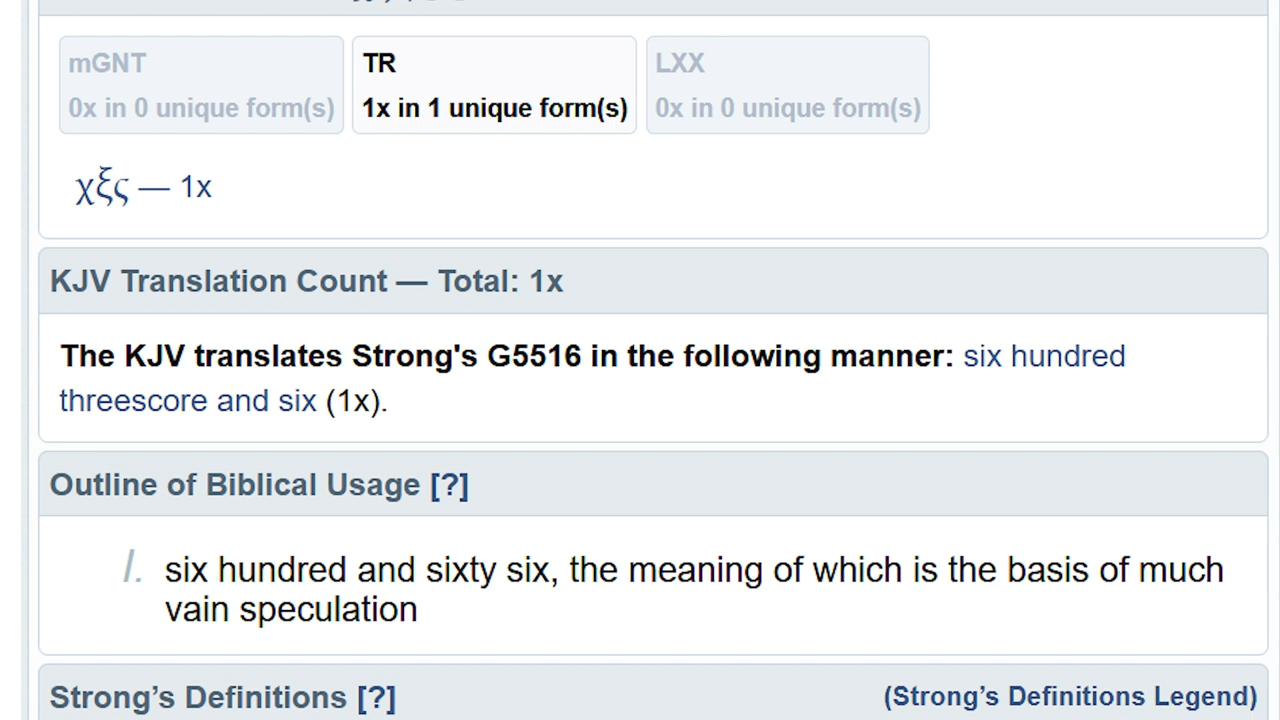 mGNT
0x in 0 unique form(s)
TR
1x in 1 unique form(s)
LXX
0x in 0 unique form(s)
χξς — 1x
KJV Translation Count — Total: 1x
The KJV translates Strong's G5516 in the following manner: six hundred
threescore and six (1x).
Outline of Biblical Usage [?]
I. six hundred and sixty six, the meaning of which is the basis of much
vain speculation
Strong’s Definitions [?]
(Strong’s Definitions Legend)